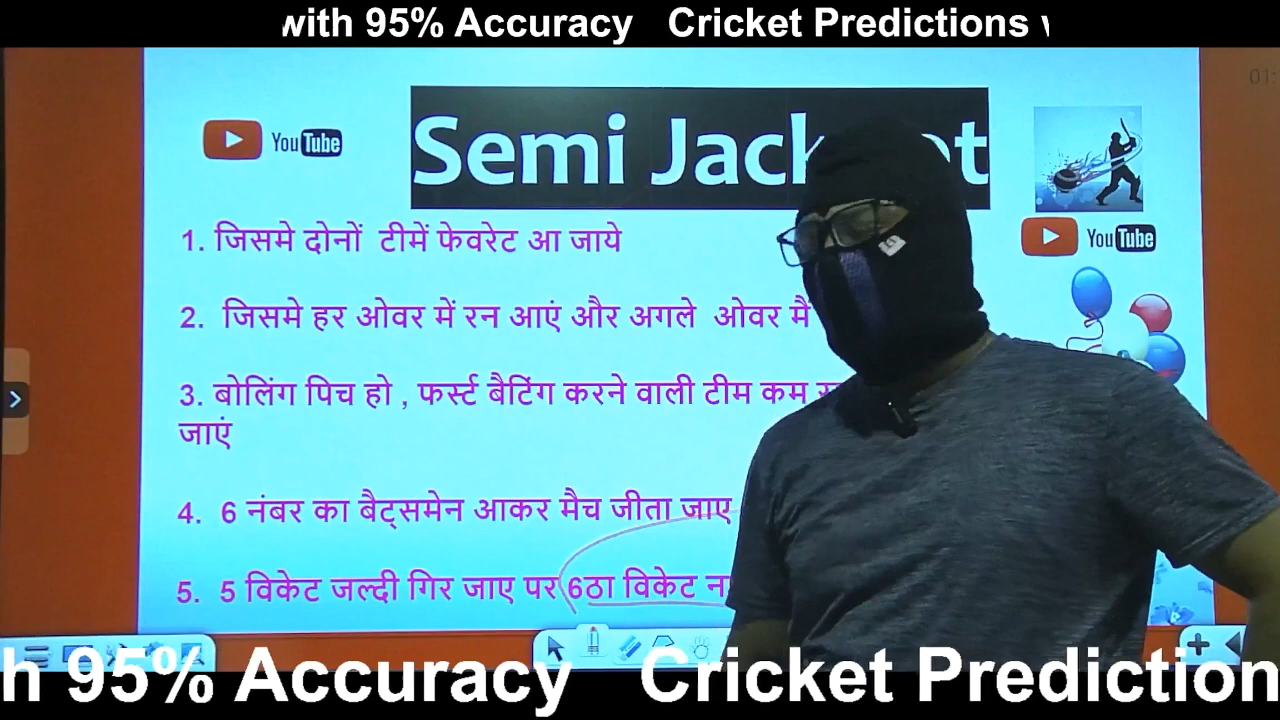 with 95% Accuracy Cricket Predictions
01:
YouTube
Semi
YouTube
1. जिसमे दोनों टीमें फेवरेट आ जाये
2. जिसमे हर ओवर में रन आएं और अगले ओवर मै
3. बोलिंग पिच हो , फर्स्ट बैटिंग करने वाली टीम कम
जाएं
4. 6 नंबर का बैट्समेन आकर मैच जीता जाए
5. 5 विकेट जल्दी गिर जाए पर 6ठा विकेट
h 95% Accuracy Cricket Prediction